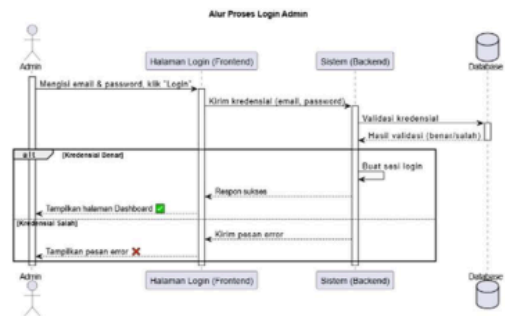 Alur Proses Login Admin
Admin
Halaman Login (Frontend)
Sistem (Backend)
Database
Mengisi email & password, klik "Login"
Kirim kredensial (email, password)
Validasi kredensial
Hasil validasi (benar/salah)
alt
[Kredensial Benar]
Buat sesi login
Respon sukses
Tampilkan halaman Dashboard ✅
[Kredensial Salah]
Kirim pesan error
Tampilkan pesan error ❌
Admin
Halaman Login (Frontend)
Sistem (Backend)
Database